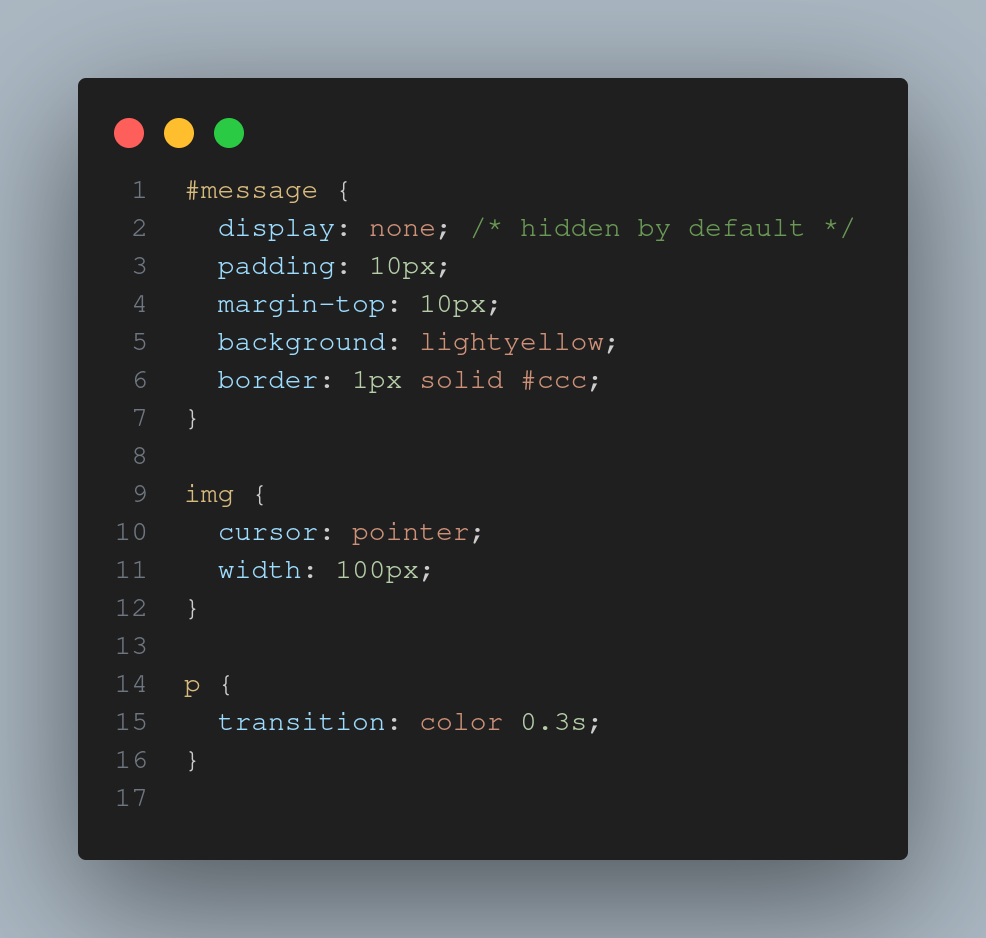 1 #message {
2   display: none; /* hidden by default */
3   padding: 10px;
4   margin-top: 10px;
5   background: lightyellow;
6   border: 1px solid #ccc;
7 }
8
9 img {
10   cursor: pointer;
11   width: 100px;
12 }
13
14 p {
15   transition: color 0.3s;
16 }
17